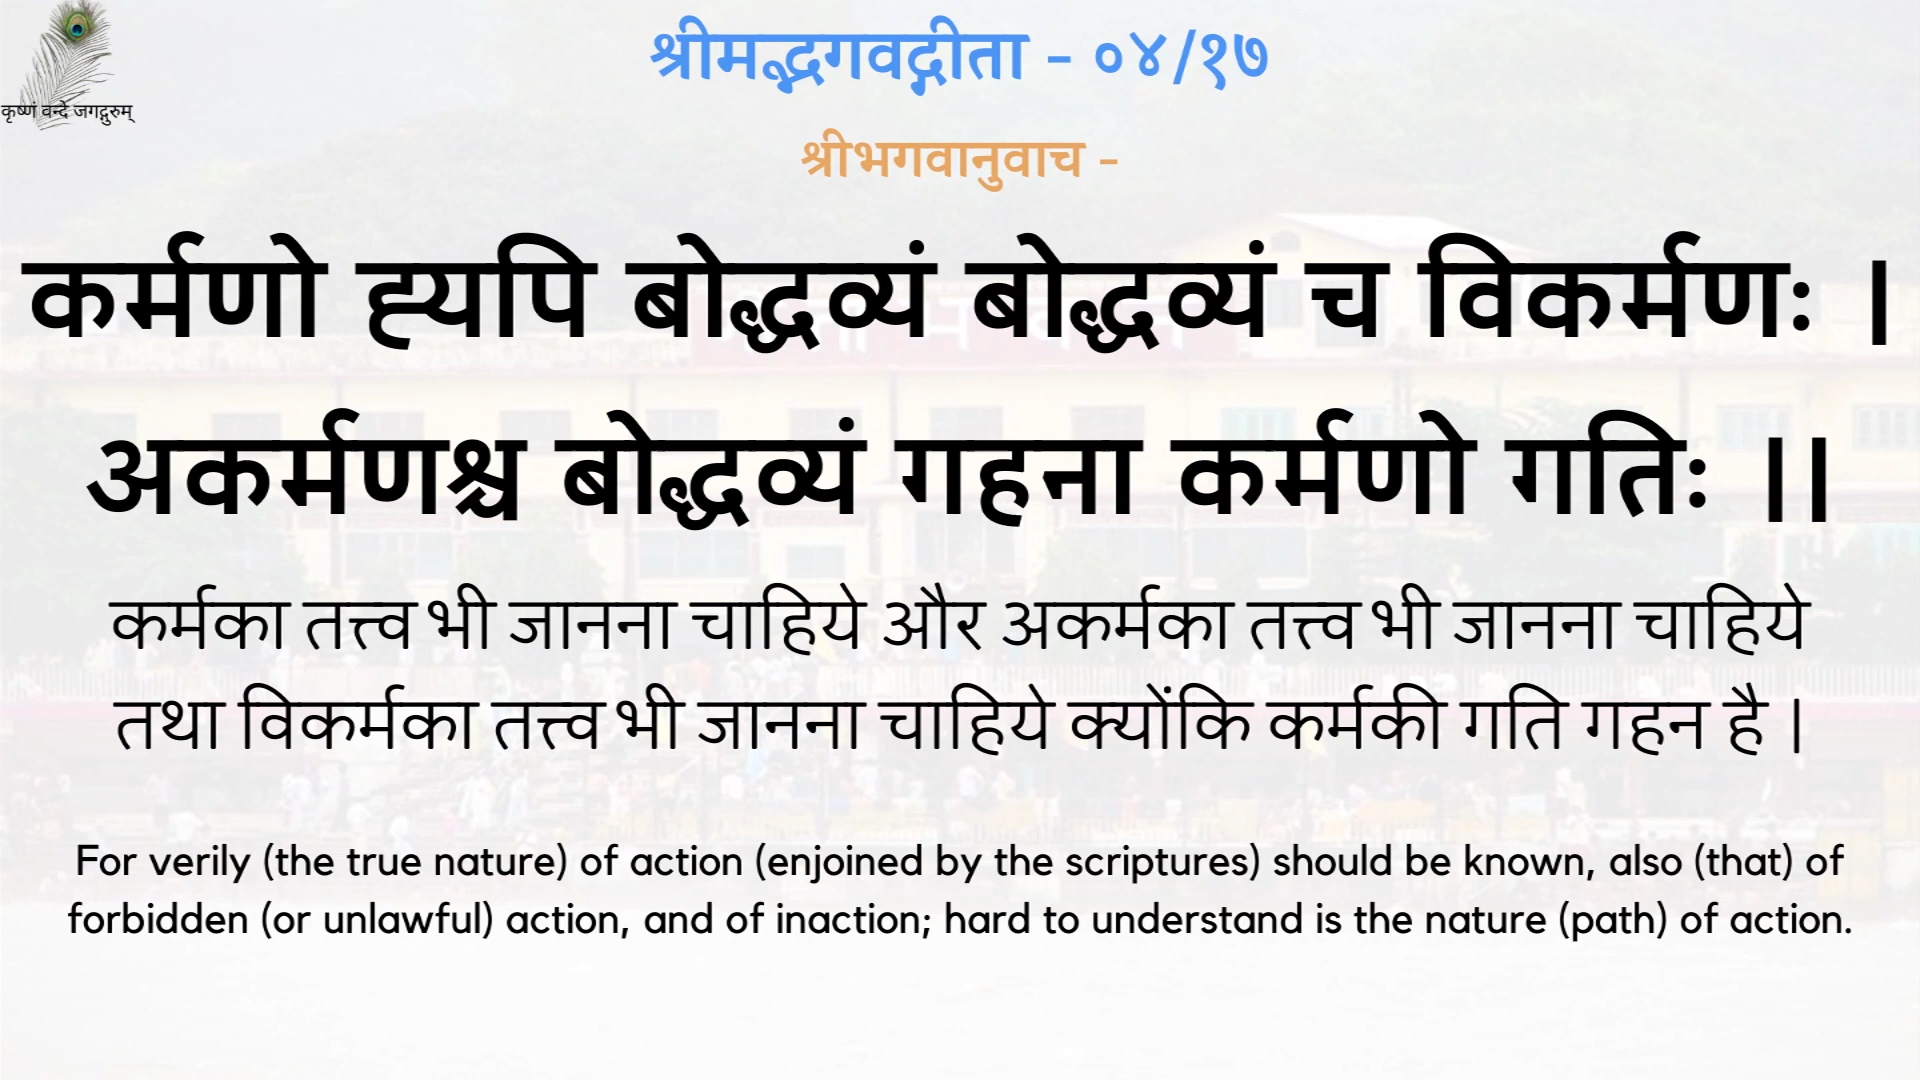 कृष्णं वन्दे जगद्गुरुम्
श्रीमद्भगवद्गीता - ०४/१७
श्रीभगवानुवाच -
कर्मणो ह्यपि बोद्धव्यं बोद्धव्यं च विकर्मणः |
अकर्मणश्च बोद्धव्यं गहना कर्मणो गतिः ||
कर्मका तत्त्व भी जानना चाहिये और अकर्मका तत्त्व भी जानना चाहिये
तथा विकर्मका तत्त्व भी जानना चाहिये क्योंकि कर्मकी गति गहन है |
For verily (the true nature) of action (enjoined by the scriptures) should be known, also (that) of
forbidden (or unlawful) action, and of inaction; hard to understand is the nature (path) of action.